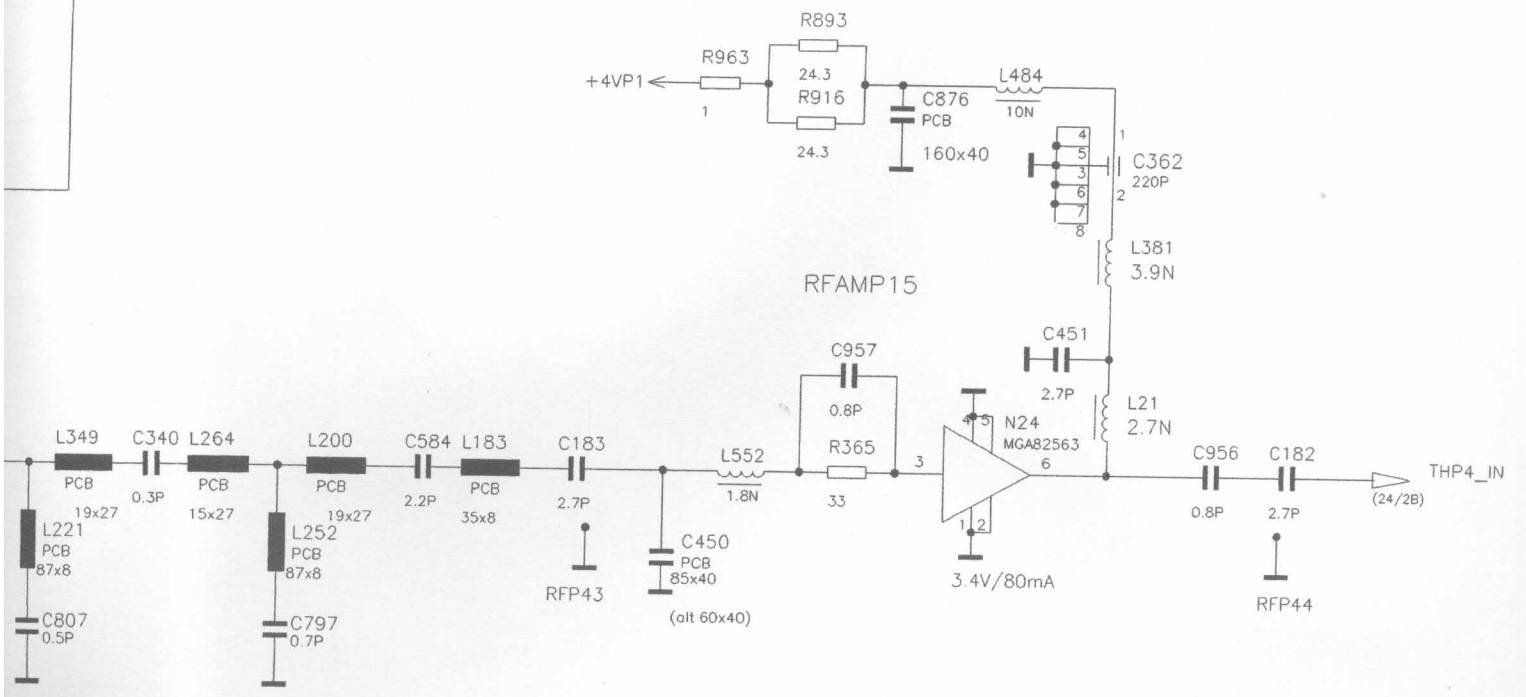 R893
R963
+4VP1
24.3
R916
1
24.3
C876
PCB
160x40
L484
10N
1
4
5
3
6
7
8
C362
220P
2
L381
3.9N
RFAMP15
C451
2.7P
C957
0.8P
R365
33
L21
2.7N
N24
MGA82563
4 5
3
6
1 2
3.4V/80mA
L349
PCB
19x27
C340
0.3P
L264
PCB
15x27
L200
PCB
19x27
C584
2.2P
L183
PCB
35x8
C183
2.7P
L552
1.8N
C956
0.8P
C182
2.7P
THP4_IN
(24/2B)
L221
PCB
87x8
L252
PCB
87x8
RFP43
C450
PCB
85x40
(alt 60x40)
RFP44
C807
0.5P
C797
0.7P